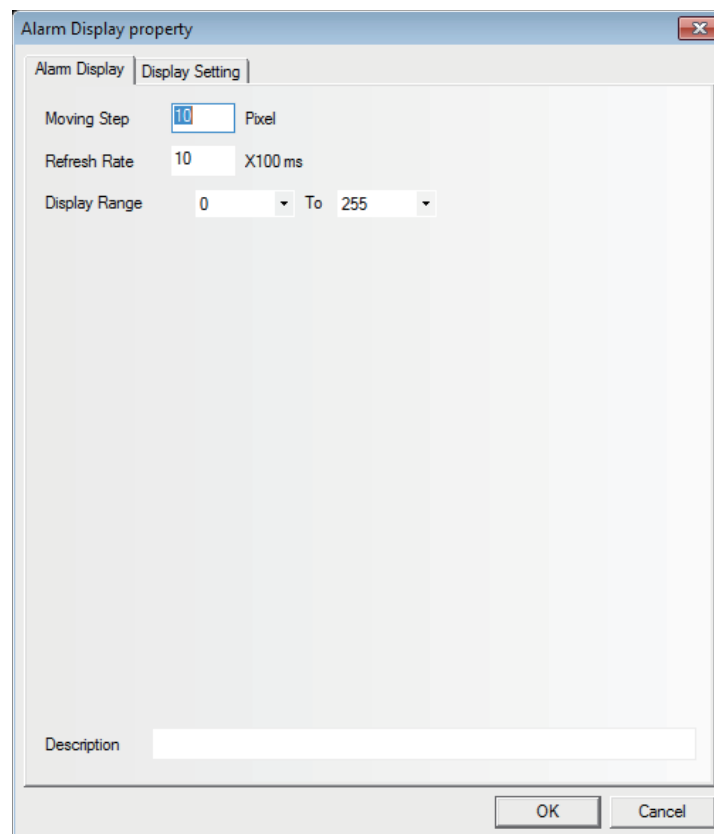 Alarm Display property
Alarm Display Display Setting
Moving Step 10 Pixel
Refresh Rate 10 X100 ms
Display Range 0 To 255
Description
OK Cancel